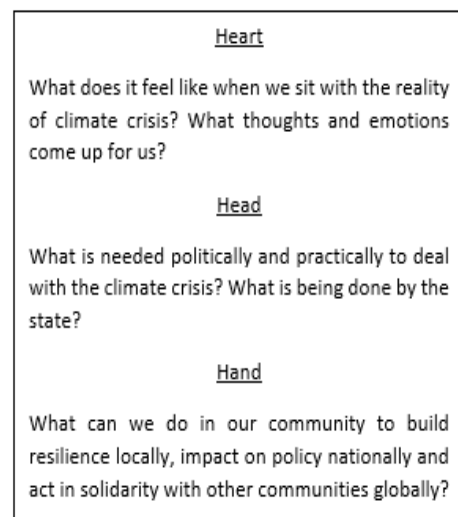 Heart
What does it feel like when we sit with the reality
of climate crisis? What thoughts and emotions
come up for us?
Head
What is needed politically and practically to deal
with the climate crisis? What is being done by the
state?
Hand
What can we do in our community to build
resilience locally, impact on policy nationally and
act in solidarity with other communities globally?